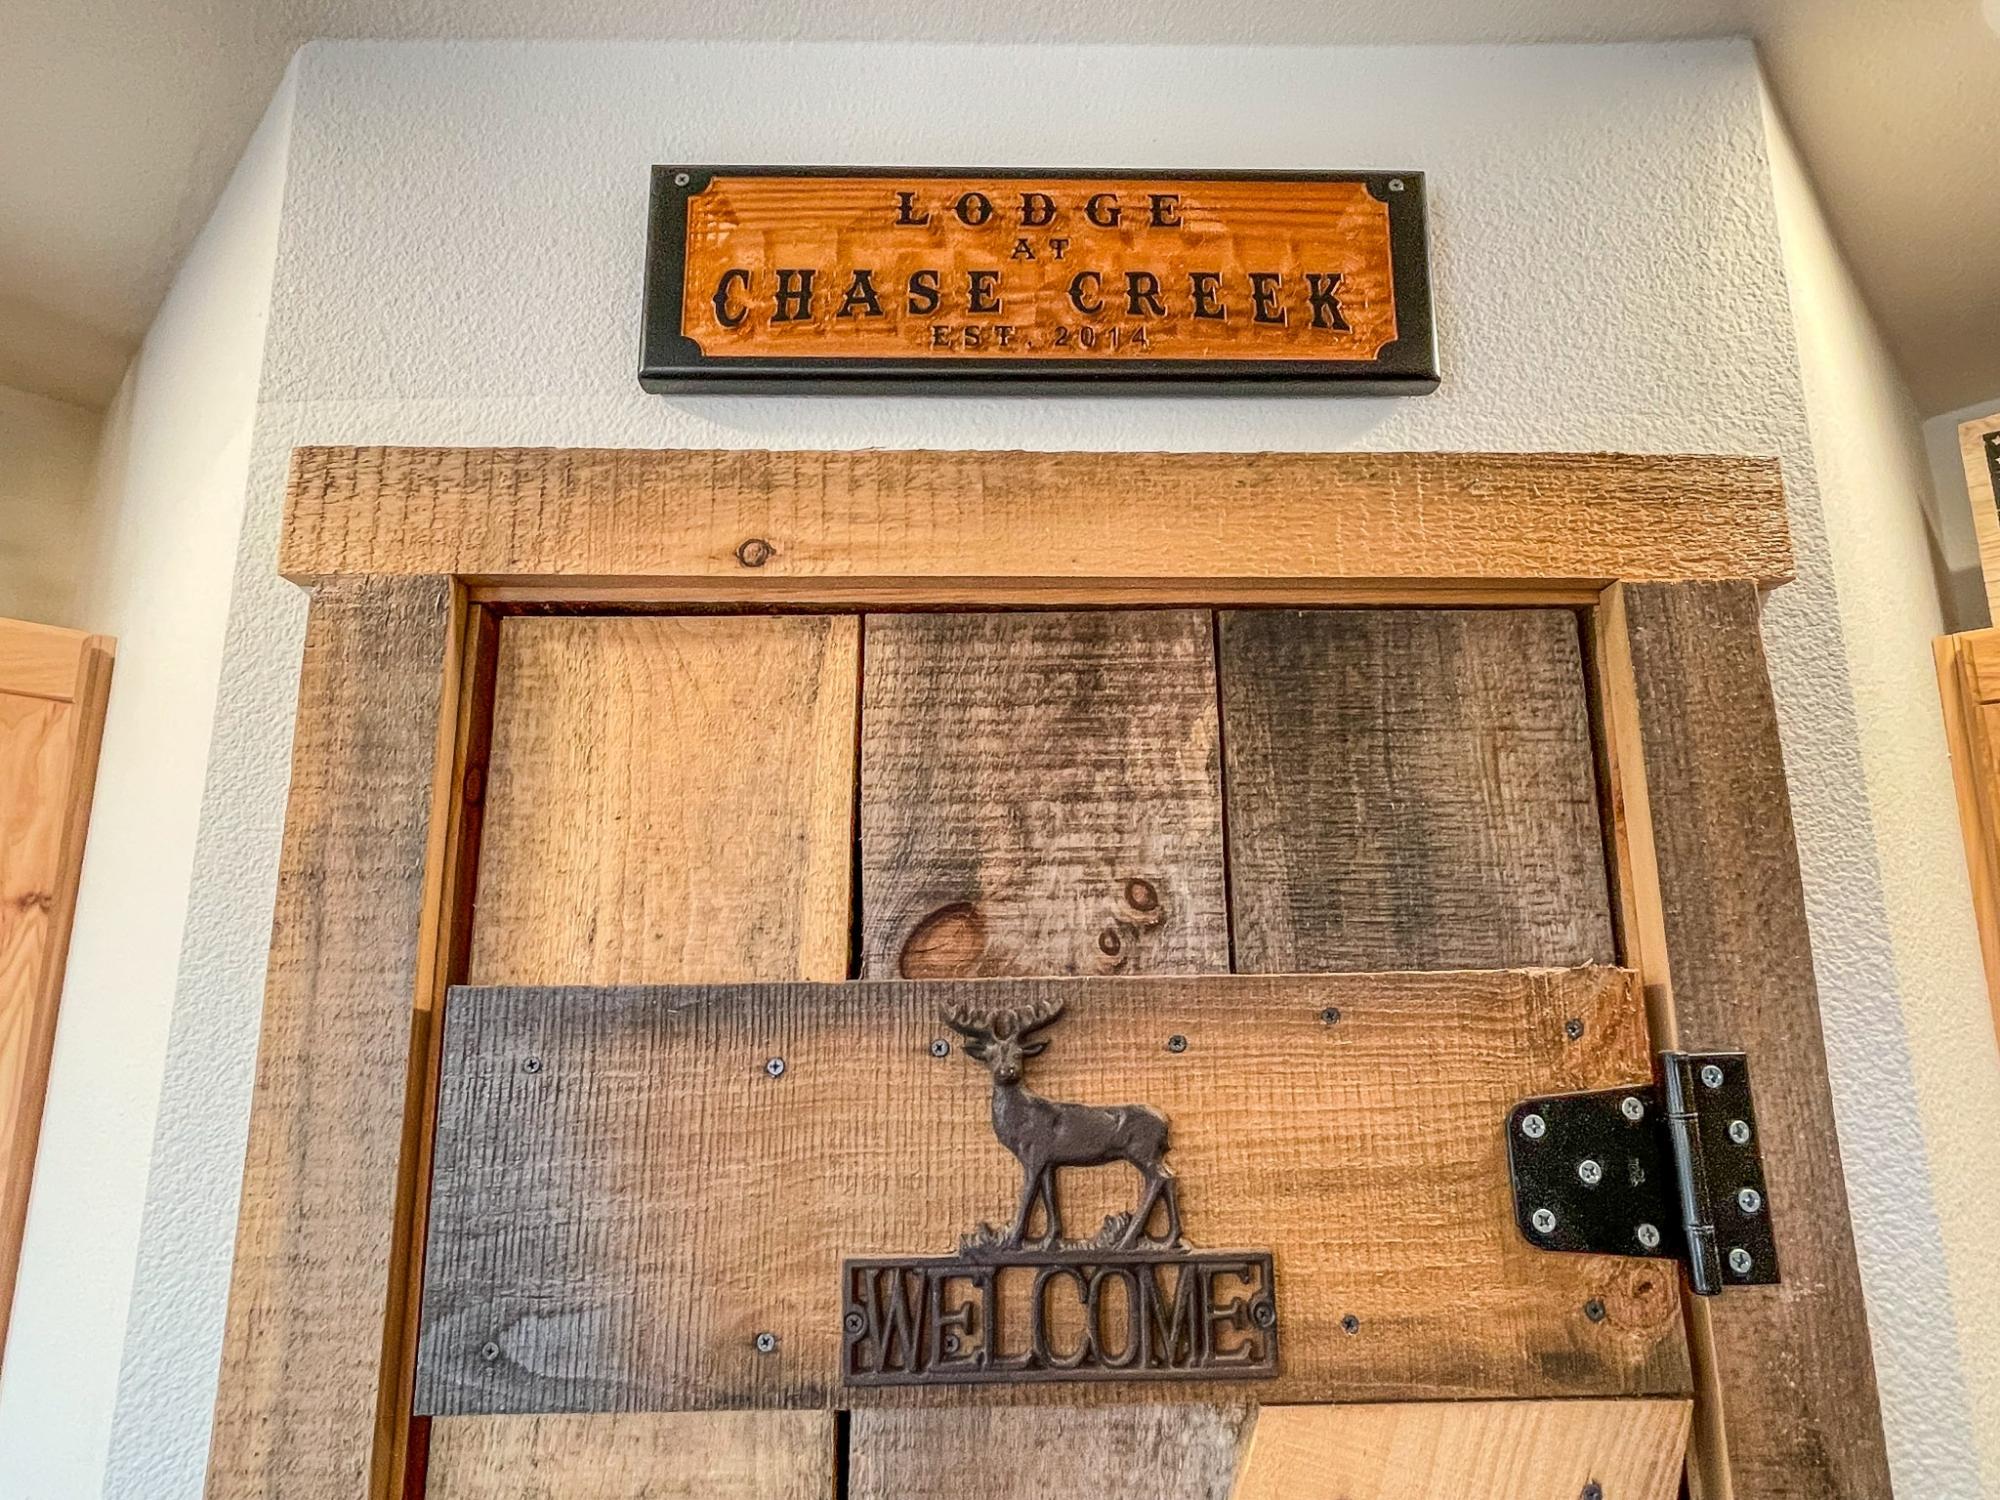 LODGE
AT
CHASE CREEK
EST. 2014
WELCOME